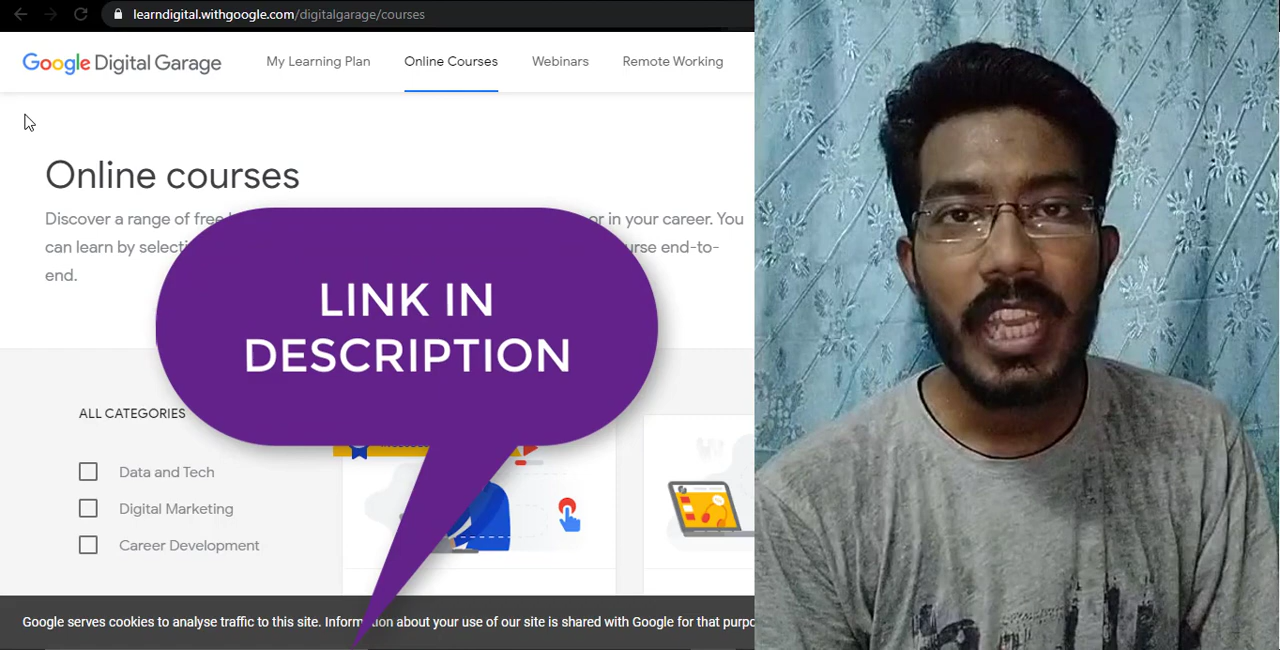 learndigital.withgoogle.com/digitalgarage/courses
Google Digital Garage
My Learning Plan
Online Courses
Webinars
Remote Working
Online courses
Discover a range of free or in your career. You
can learn by urse end-to-
end.
LINK IN
DESCRIPTION
ALL CATEGORIES
Data and Tech
Digital Marketing
Career Development
Google serves cookies to analyse traffic to this site. Information about your use of our site is shared with Google for that